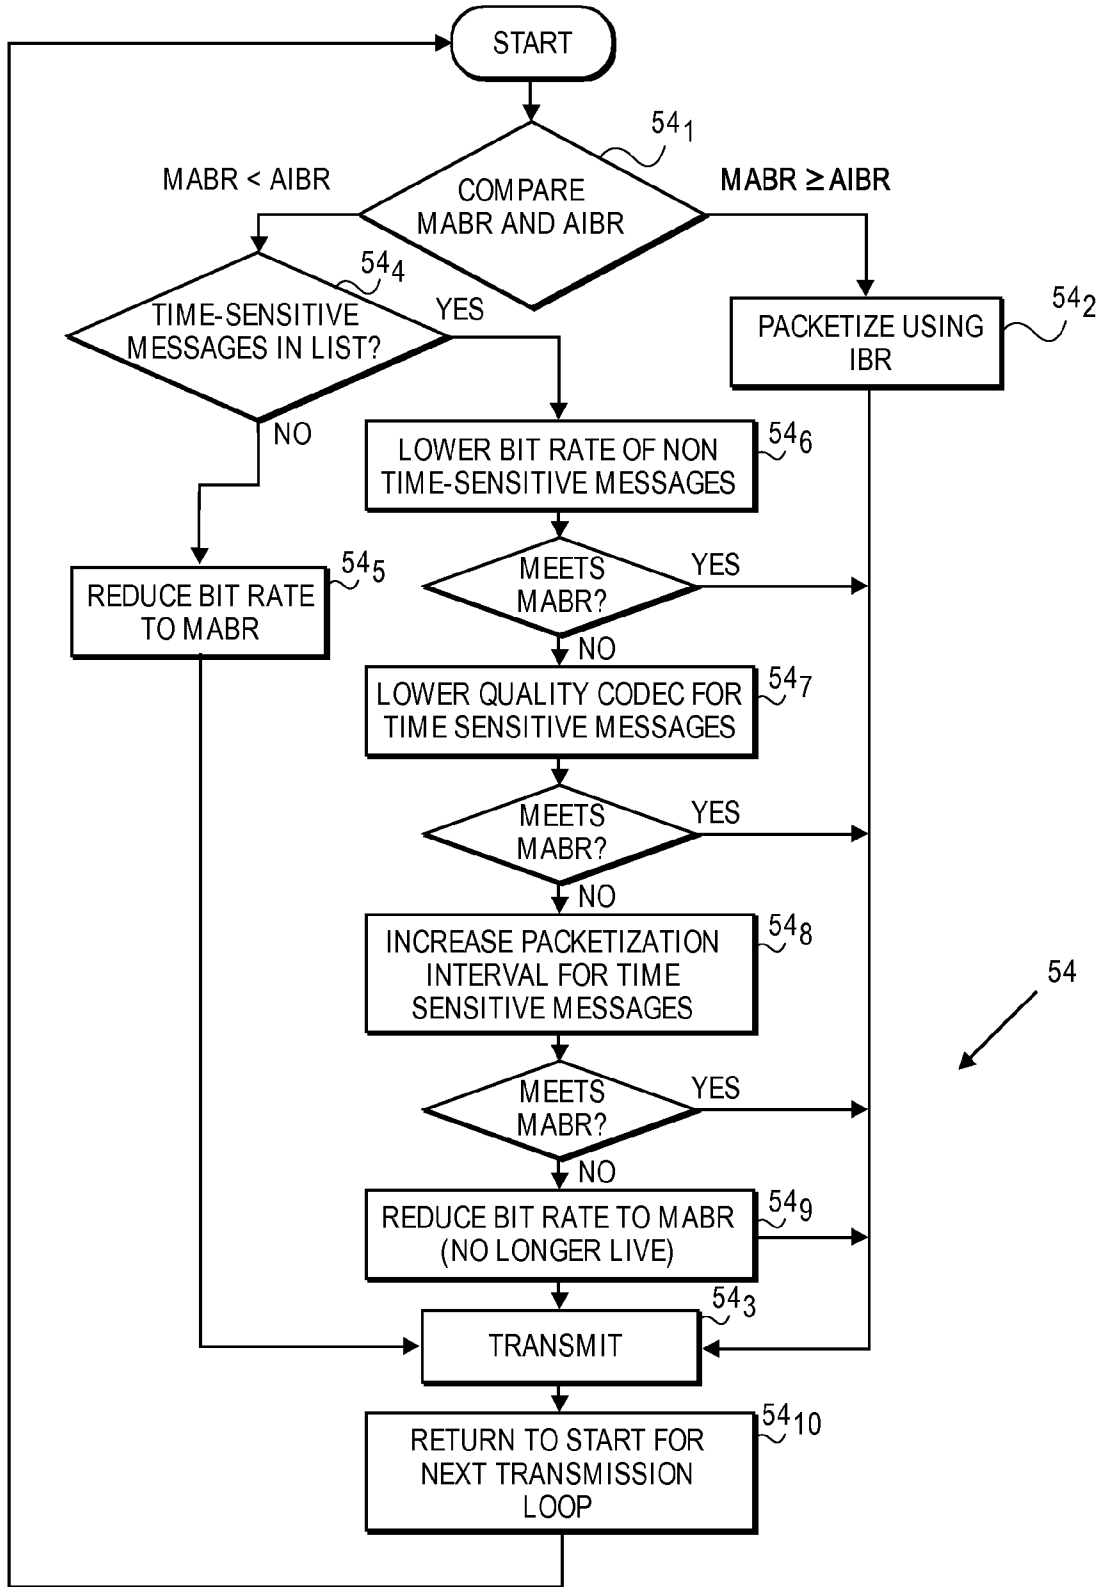 START
54₁
MABR < AIBR
MABR ≥ AIBR
COMPARE
MABR AND AIBR
54₄
TIME-SENSITIVE
MESSAGES IN LIST?
YES
54₂
PACKETIZE USING
IBR
NO
54₆
LOWER BIT RATE OF NON
TIME-SENSITIVE MESSAGES
MEETS
MABR?
YES
54₅
REDUCE BIT RATE
TO MABR
NO
54₇
LOWER QUALITY CODEC FOR
TIME SENSITIVE MESSAGES
MEETS
MABR?
YES
NO
54₈
INCREASE PACKETIZATION
INTERVAL FOR TIME
SENSITIVE MESSAGES
54
MEETS
MABR?
YES
NO
54₉
REDUCE BIT RATE TO MABR
(NO LONGER LIVE)
54₃
TRANSMIT
54₁₀
RETURN TO START FOR
NEXT TRANSMISSION
LOOP